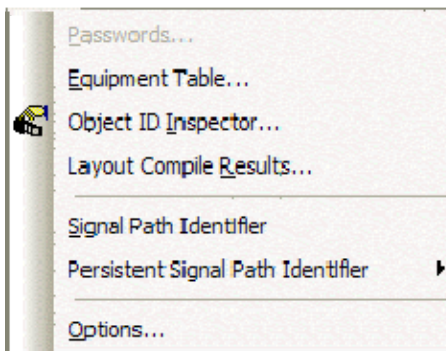 Passwords...
Equipment Table...
Object ID Inspector...
Layout Compile Results...
Signal Path Identifier
Persistent Signal Path Identifier
Options...